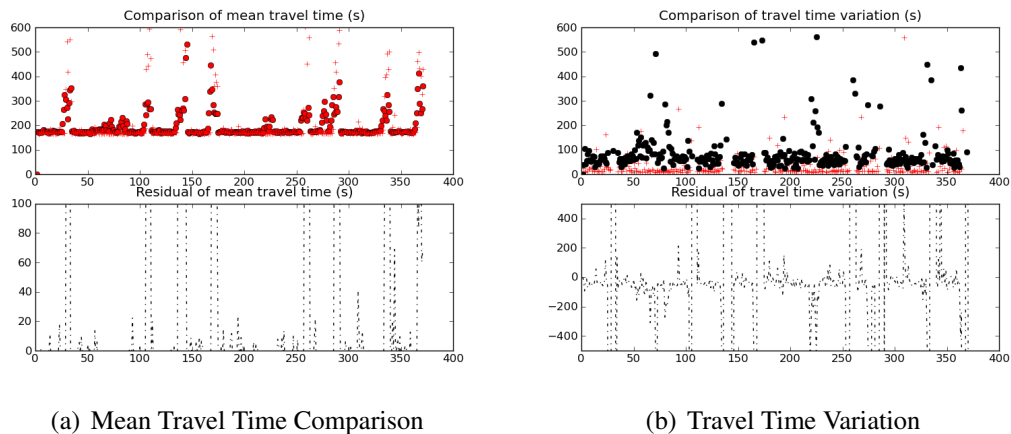 Comparison of mean travel time (s)
600
500
400
300
200
100
0
0 50 100 150 200 250 300 350 400
Residual of mean travel time (s)
100
80
60
40
20
0
0 50 100 150 200 250 300 350 400
(a) Mean Travel Time Comparison
Comparison of travel time variation (s)
600
500
400
300
200
100
0
0 50 100 150 200 250 300 350 400
Residual of travel time variation (s)
400
200
0
−200
−400
0 50 100 150 200 250 300 350 400
(b) Travel Time Variation